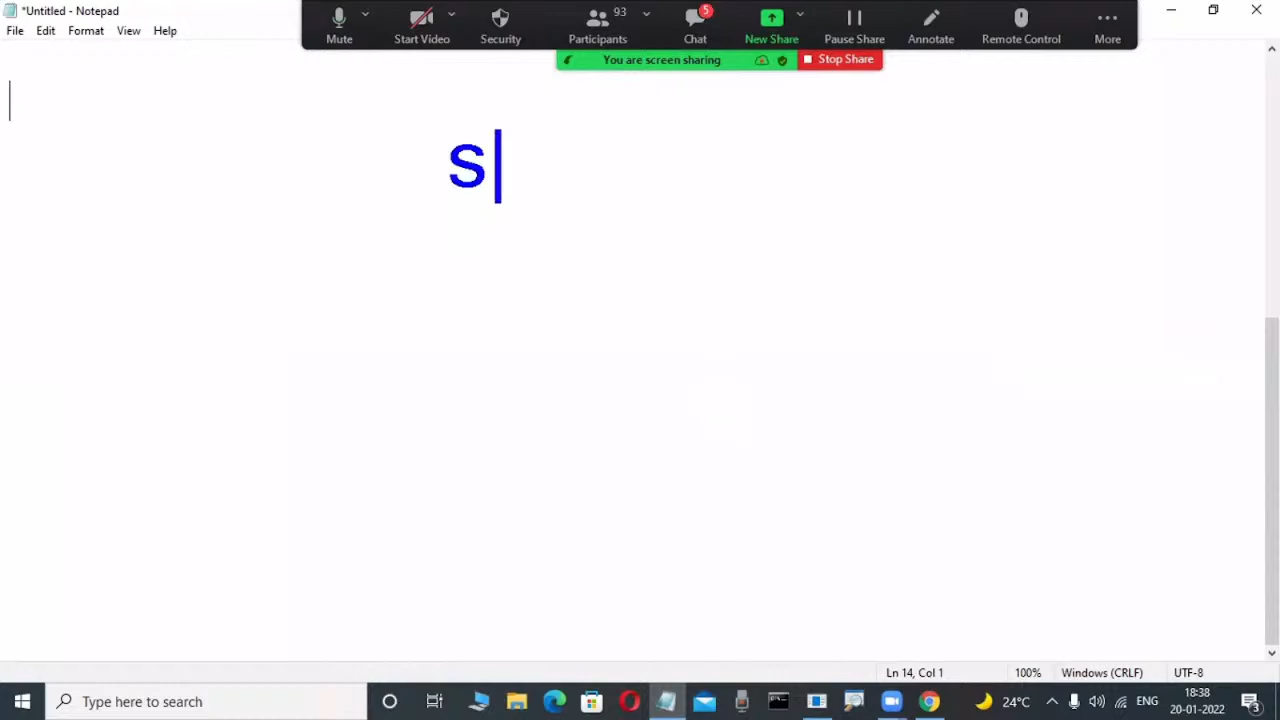 *Untitled - Notepad
File Edit Format View Help
Mute Start Video Security Participants 93 Chat 5 New Share Pause Share Annotate Remote Control More
You are screen sharing Stop Share
s
Ln 14, Col 1 100% Windows (CRLF) UTF-8
Type here to search 24°C ENG 18:38
20-01-2022 3